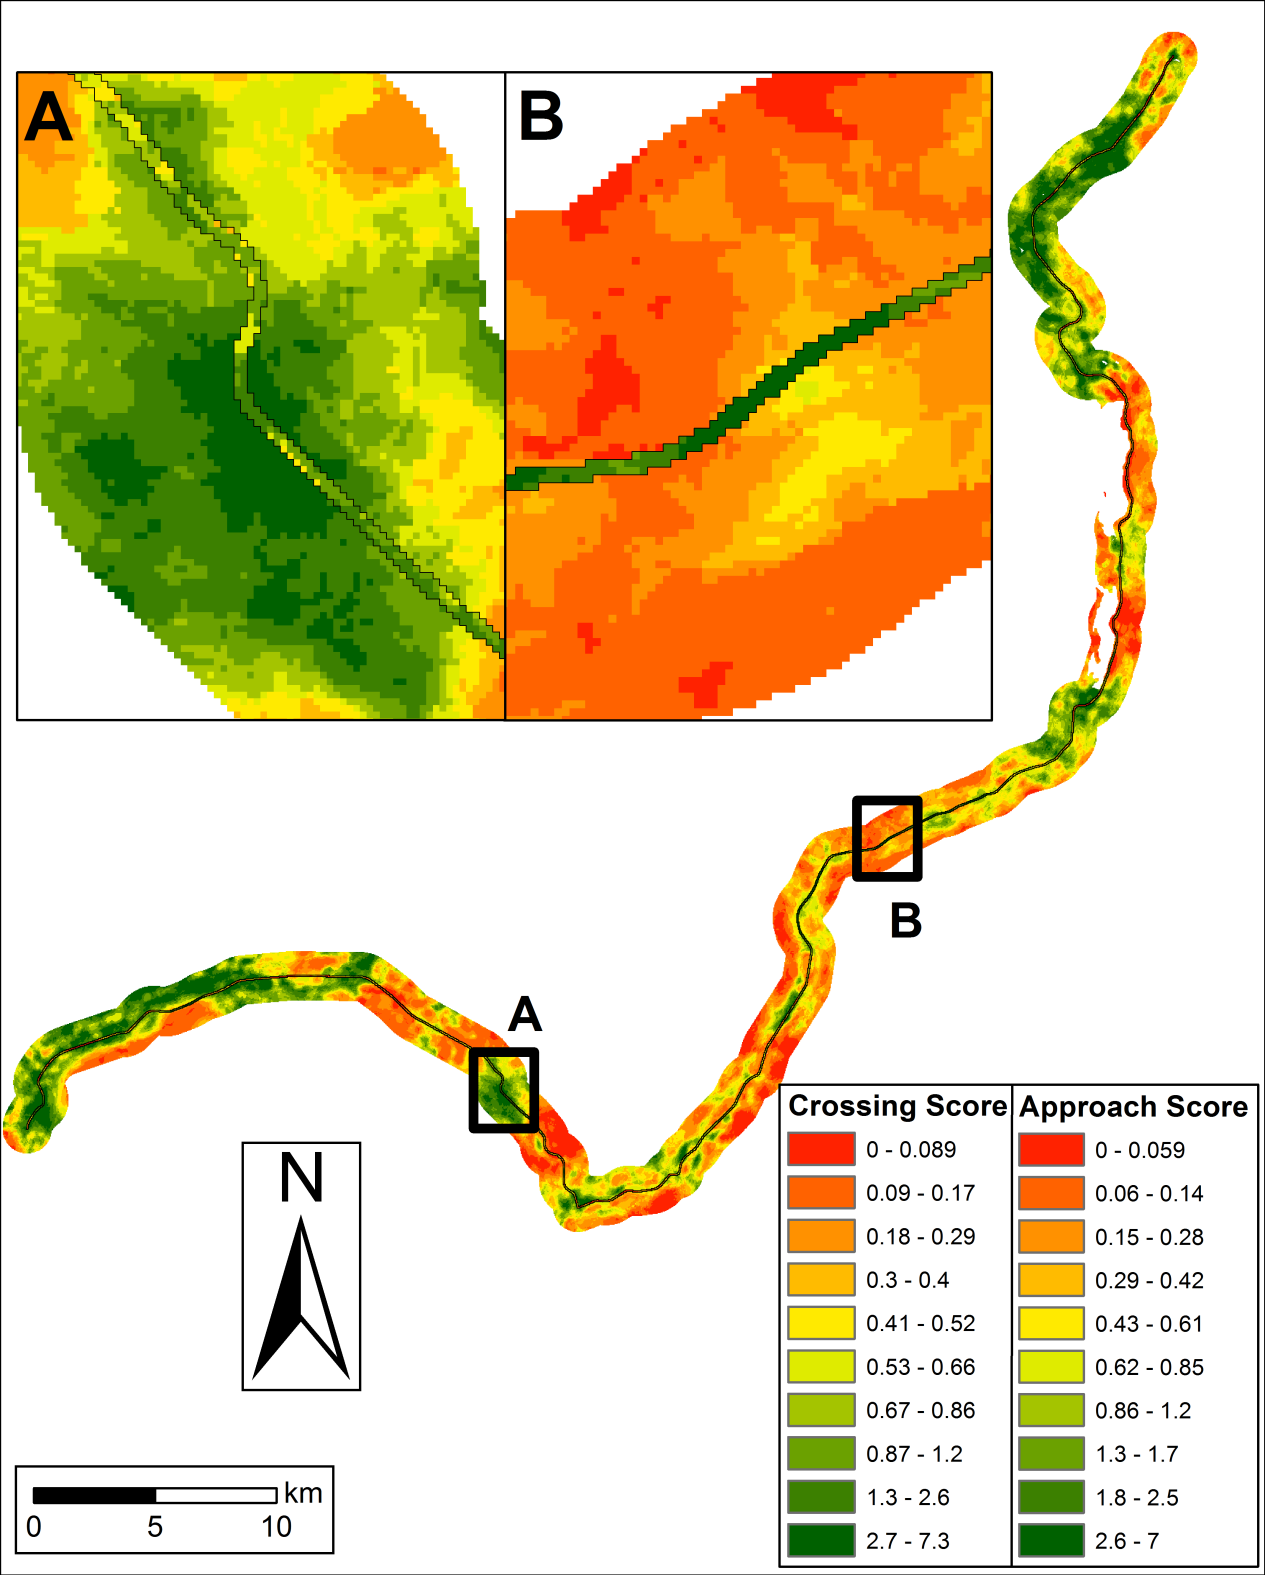 A
B
B
A
Crossing Score
Approach Score
0 - 0.089
0 - 0.059
0.09 - 0.17
0.06 - 0.14
0.18 - 0.29
0.15 - 0.28
0.3 - 0.4
0.29 - 0.42
0.41 - 0.52
0.43 - 0.61
0.53 - 0.66
0.62 - 0.85
0.67 - 0.86
0.86 - 1.2
0.87 - 1.2
1.3 - 1.7
1.3 - 2.6
1.8 - 2.5
2.7 - 7.3
2.6 - 7
N
km
0 5 10